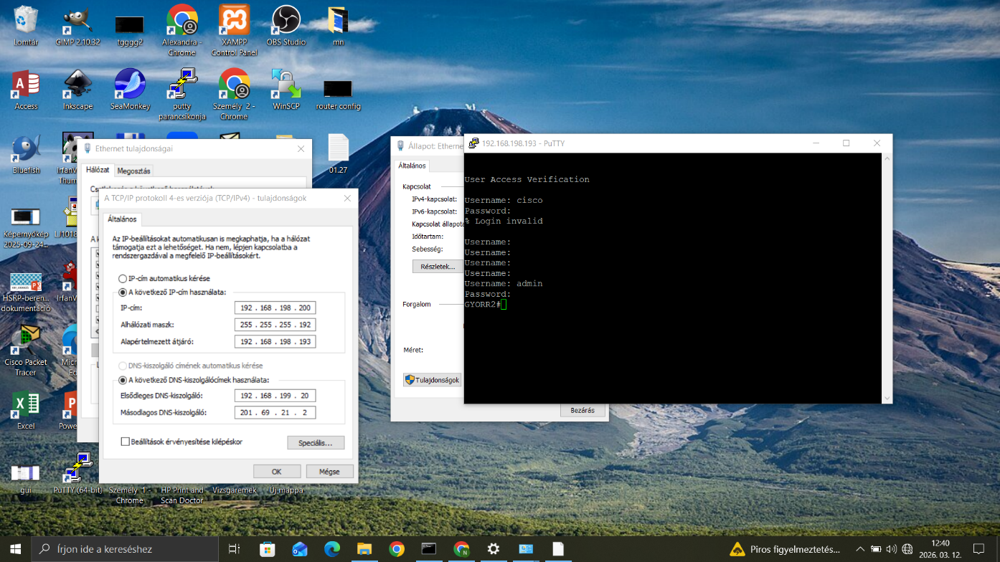 Lomtár
GIMP 2.10.32
tgggg2
Alexandra - Chrome
XAMPP Control Panel
OBS Studio
mn
Access
Inkscape
SeaMonkey
putty parancsikonja
Személy 2 - Chrome
WinSCP
router config
Bluefish
01.27
Képernyőkép 2025-09-24...
HSRP-beren... dokumentáció
Cisco Packet Tracer
Excel
gui
PuTTY (64-bit)
Személy 1 - Chrome
HP Print and Scan Doctor
Vizsgaremek
Új mappa
Ethernet tulajdonságai
Hálózat
Megosztás
A TCP/IP protokoll 4-es verziója (TCP/IPv4) - tulajdonságok
Általános
Az IP-beállításokat automatikusan is megkaphatja, ha a hálózat
támogatja ezt a lehetőséget. Ha nem, lépjen kapcsolatba a
rendszergazdával a megfelelő IP-beállításokért.
IP-cím automatikus kérése
A következő IP-cím használata:
IP-cím: 192 . 168 . 198 . 200
Alhálózati maszk: 255 . 255 . 255 . 192
Alapértelmezett átjáró: 192 . 168 . 198 . 193
DNS-kiszolgáló címének automatikus kérése
A következő DNS-kiszolgálócímek használata:
Elsődleges DNS-kiszolgáló: 192 . 168 . 199 . 20
Másodlagos DNS-kiszolgáló: 201 . 69 . 21 . 2
Beállítások érvényesítése kilépéskor
Speciális...
OK
Mégse
Állapot: Etherne
Általános
Kapcsolat
IPv4-kapcsolat:
IPv6-kapcsolat:
Kapcsolat állapota
Időtartam:
Sebesség:
Részletek...
Forgalom
Méret:
Tulajdonságok
Bezárás
192.168.198.193 - PuTTY
User Access Verification
Username: cisco
Password:
% Login invalid
Username:
Username:
Username:
Username:
Username: admin
Password:
GYORR2#
Írjon ide a kereséshez
Piros figyelmeztetés...
12:40
2026. 03. 12.